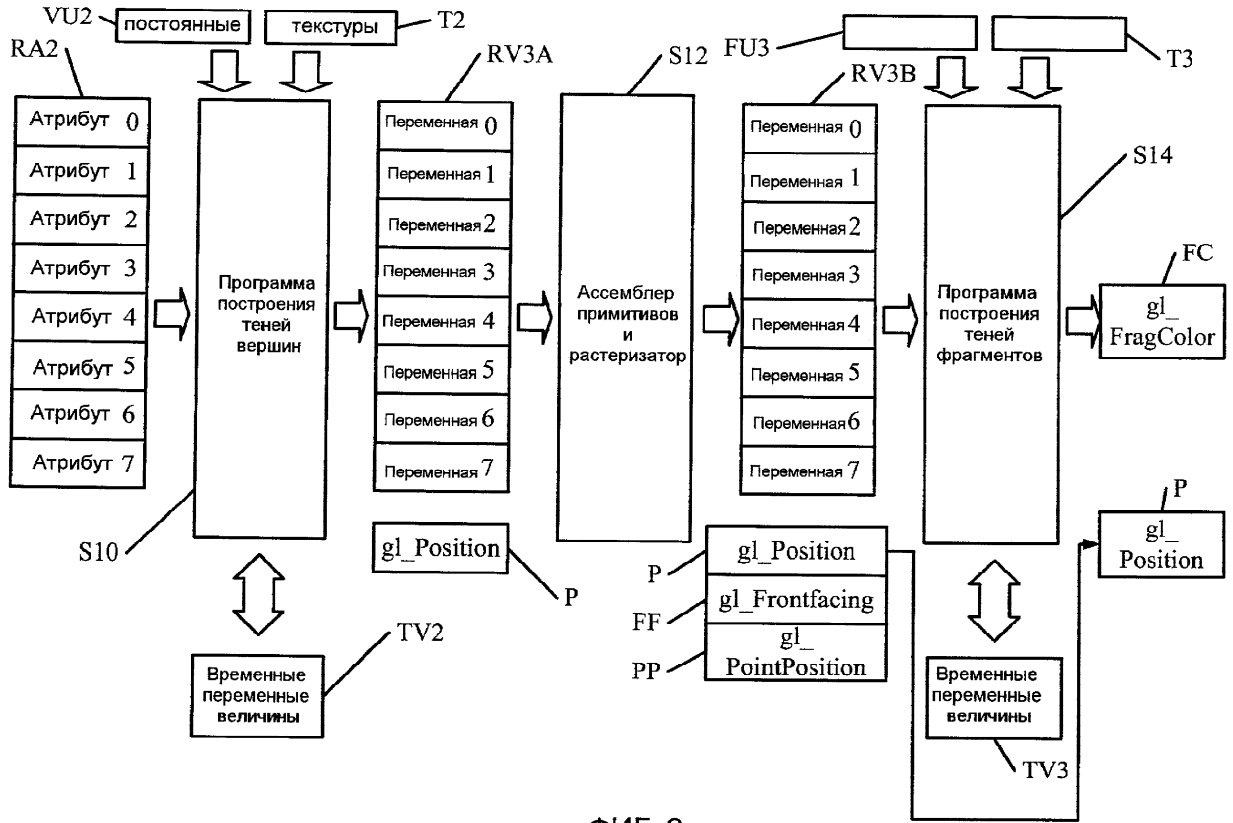 VU2
постоянные
текстуры
T2
RA2
RV3A
S12
FU3
T3
RV3B
Атрибут 0
Атрибут 1
Атрибут 2
Атрибут 3
Атрибут 4
Атрибут 5
Атрибут 6
Атрибут 7
Программа
построения
теней
вершин
Переменная 0
Переменная 1
Переменная 2
Переменная 3
Переменная 4
Переменная 5
Переменная 6
Переменная 7
Ассемблер
примитивов
и
растеризатор
Переменная 0
Переменная 1
Переменная 2
Переменная 3
Переменная 4
Переменная 5
Переменная 6
Переменная 7
Программа
построения
теней
фрагментов
S14
FC
gl_
FragColor
S10
gl_Position
P
P
gl_Position
FF
gl_Frontfacing
PP
gl_
PointPosition
P
gl_
Position
TV2
Временные
переменные
величины
Временные
переменные
величины
TV3